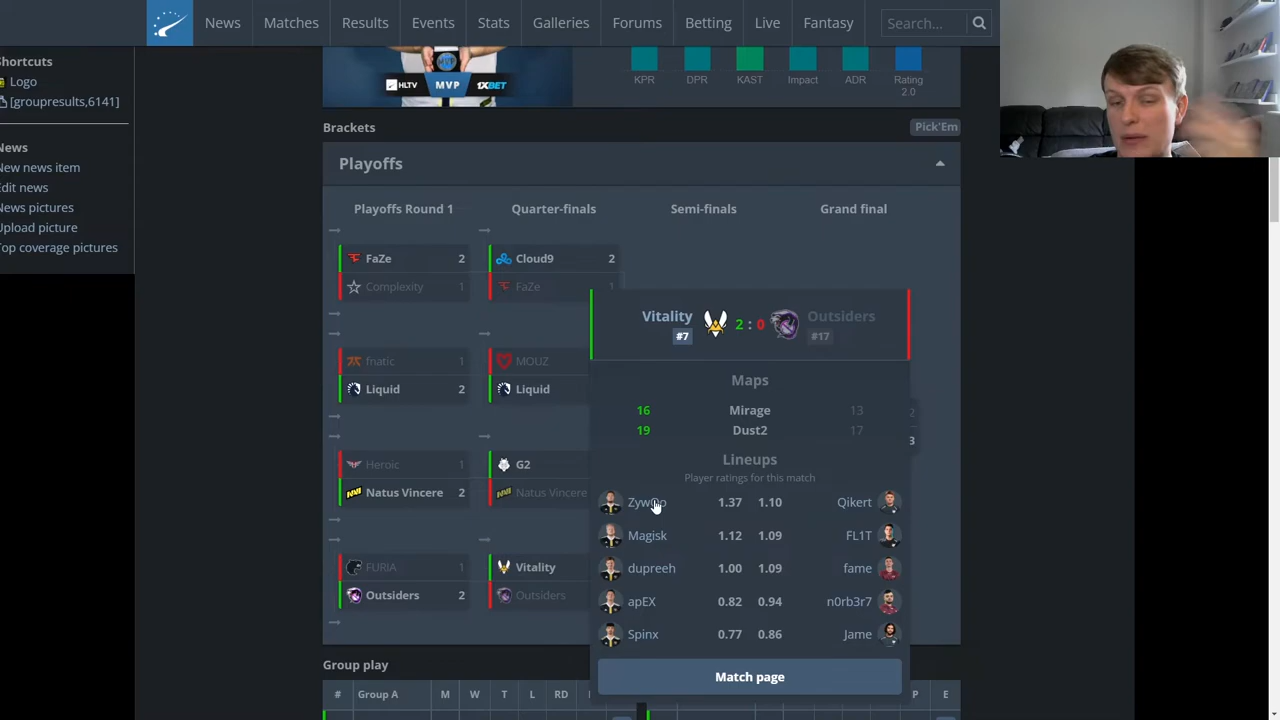 News Matches Results Events Stats Galleries Forums Betting Live Fantasy Search...
Shortcuts
Logo
[groupresults,6141]
News
New news item
Edit news
News pictures
Upload picture
Top coverage pictures
HLTV MVP 1XBET
KPR DPR KAST Impact ADR Rating 2.0
Brackets Pick'Em
Playoffs
Playoffs Round 1 Quarter-finals Semi-finals Grand final
FaZe 2
Complexity 1
Cloud9 2
FaZe 1
fnatic 1
Liquid 2
MOUZ
Liquid
Heroic 1
Natus Vincere 2
G2
Natus Vincere
FURIA 1
Outsiders 2
Vitality
Outsiders
2
3
Vitality 2 : 0 Outsiders
#7 #17
Maps
16 Mirage 13
19 Dust2 17
Lineups
Player ratings for this match
1.37 1.10 Qikert
Magisk 1.12 1.09 FL1T
dupreeh 1.00 1.09 fame
apEX 0.82 0.94 n0rb3r7
Spinx 0.77 0.86 Jame
Match page
Group play
# Group A M W T L RD P E